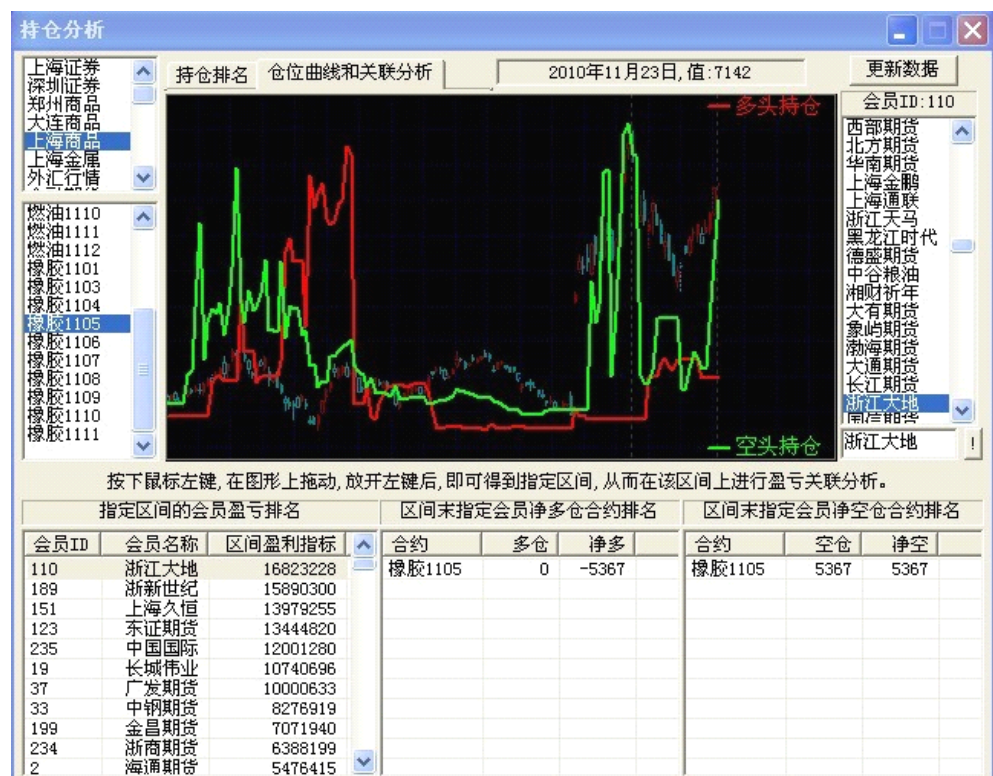 持仓分析
上海证券
深圳证券
郑州商品
大连商品
上海商品
上海金属
外汇行情
持仓排名
仓位曲线和关联分析
2010年11月23日,值:7142
更新数据
会员ID:110
燃油1110
燃油1111
燃油1112
橡胶1101
橡胶1103
橡胶1104
橡胶1105
橡胶1106
橡胶1107
橡胶1108
橡胶1109
橡胶1110
橡胶1111
多头持仓
空头持仓
西部期货
北方期货
华南期货
上海金鹏
上海通联
浙江天马
黑龙江时代
德盛期货
中谷粮油
湘财祈年
大有期货
象屿期货
渤海期货
大通期货
长江期货
浙江大地
国信期货
浙江大地
!
按下鼠标左键,在图形上拖动,放开左键后,即可得到指定区间,从而在该区间上进行盈亏关联分析。
指定区间的会员盈亏排名 区间末指定会员净多仓合约排名 区间末指定会员净空仓合约排名
会员ID 会员名称 区间盈利指标 合约 多仓 净多 合约 空仓 净空
110 浙江大地 16823228 橡胶1105 0 -5367 橡胶1105 5367 5367
189 浙新世纪 15890300
151 上海久恒 13979255
123 东证期货 13444820
235 中国国际 12001280
19 长城伟业 10740696
37 广发期货 10000633
33 中钢期货 8276919
199 金昌期货 7071940
234 浙商期货 6388199
2 海通期货 5476415